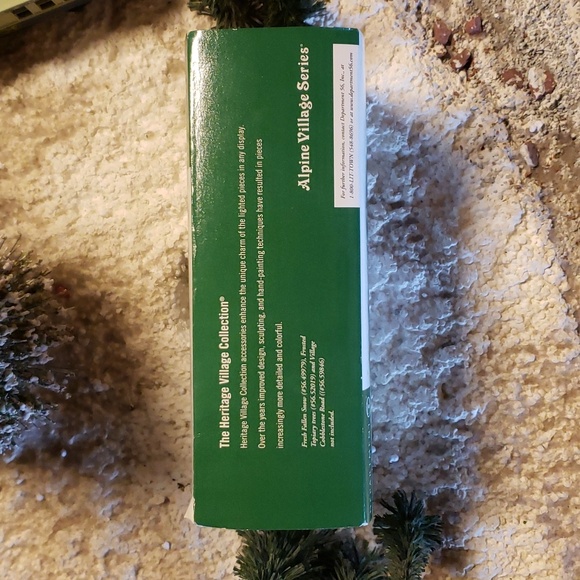 The Heritage Village Collection®
Heritage Village Collection accessories enhance the unique charm of the lighted pieces in any display.
Over the years improved design, sculpting, and hand-painting techniques have resulted in pieces
increasingly more detailed and colorful.
Fresh Fallen Snow (#56.49979), Frosted
Topiary trees (#56.52019) and Village
Cobblestone Road ((#56.59846)
not included.
Alpine Village Series®
For further information, contact Department 56, Inc., at
1-800-LIT-TOWN (548-8696) or at www.department56.com